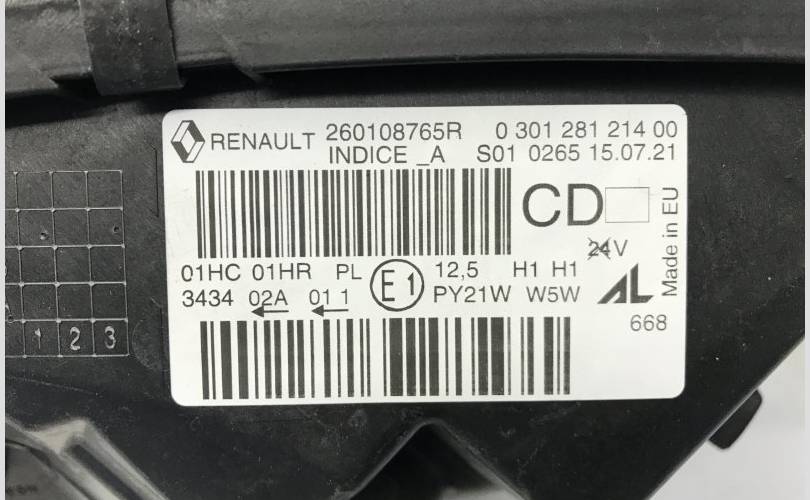 RENAULT 260108765R 0 301 281 214 00
INDICE _A S01 0265 15.07.21
CD
Made in EU
24V
01HC 01HR PL E1 12,5 H1 H1
3434 02A 01 1 PY21W W5W AL
668
1 2 3